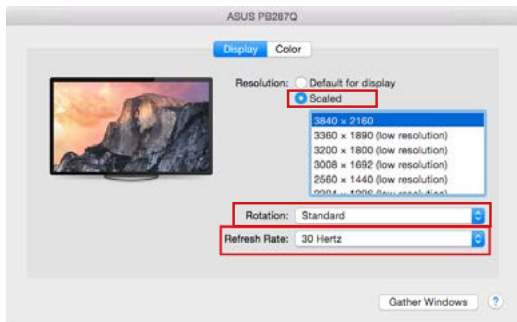 ASUS PB287Q
Display Color
Resolution: Default for display
Scaled
3840 × 2160
3360 × 1890 (low resolution)
3200 × 1800 (low resolution)
3008 × 1692 (low resolution)
2560 × 1440 (low resolution)
Rotation: Standard
Refresh Rate: 30 Hertz
Gather Windows ?